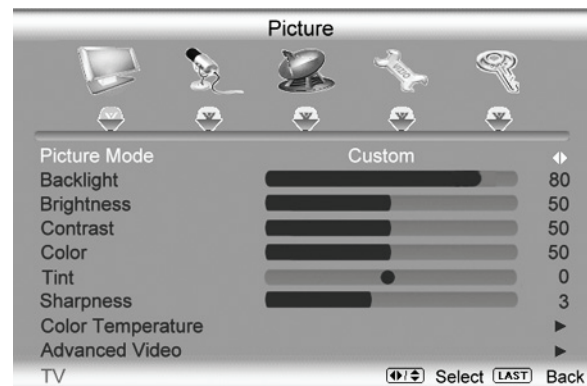 Picture
Picture Mode Custom
Backlight 80
Brightness 50
Contrast 50
Color 50
Tint 0
Sharpness 3
Color Temperature
Advanced Video
TV Select LAST Back